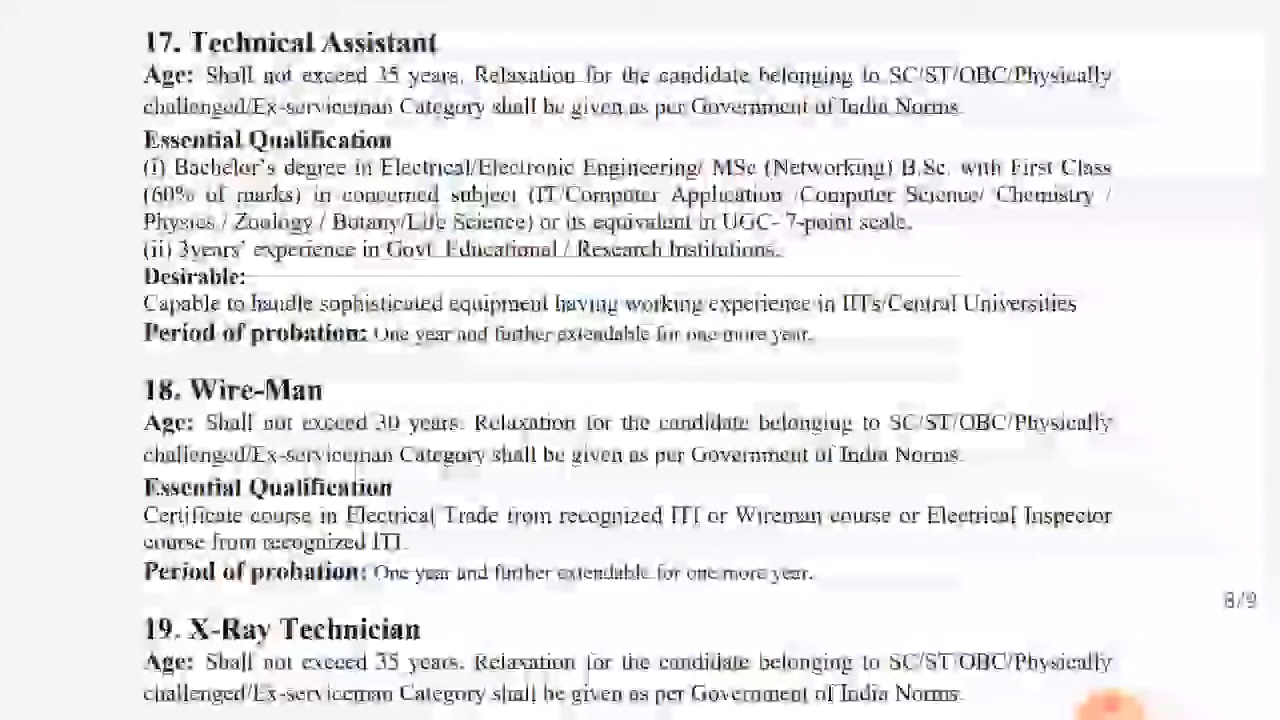 17. Technical Assistant
Age: Shall not exceed 35 years. Relaxation for the candidate belonging to SC/ST/OBC/Physically
challenged/Ex-serviceman Category shall be given as per Government of India Norms.
Essential Qualification
(i) Bachelor's degree in Electrical/Electronic Engineering/ MSc (Networking) B.Sc. with First Class
(60% of marks) in concerned subject (IT/Computer Application /Computer Science/ Chemistry /
Physics / Zoology / Botany/Life Science) or its equivalent in UGC- 7-point scale.
(ii) 3years' experience in Govt. Educational / Research Institutions.
Desirable:
Capable to handle sophisticated equipment having working experience in IITs/Central Universities
Period of probation: One year and further extendable for one more year.
18. Wire-Man
Age: Shall not exceed 30 years. Relaxation for the candidate belonging to SC/ST/OBC/Physically
challenged/Ex-serviceman Category shall be given as per Government of India Norms.
Essential Qualification
Certificate course in Electrical Trade from recognized ITI or Wireman course or Electrical Inspector
course from recognized ITI.
Period of probation: One year and further extendable for one more year.
8/9
19. X-Ray Technician
Age: Shall not exceed 35 years. Relaxation for the candidate belonging to SC/ST/OBC/Physically
challenged/Ex-serviceman Category shall be given as per Government of India Norms.